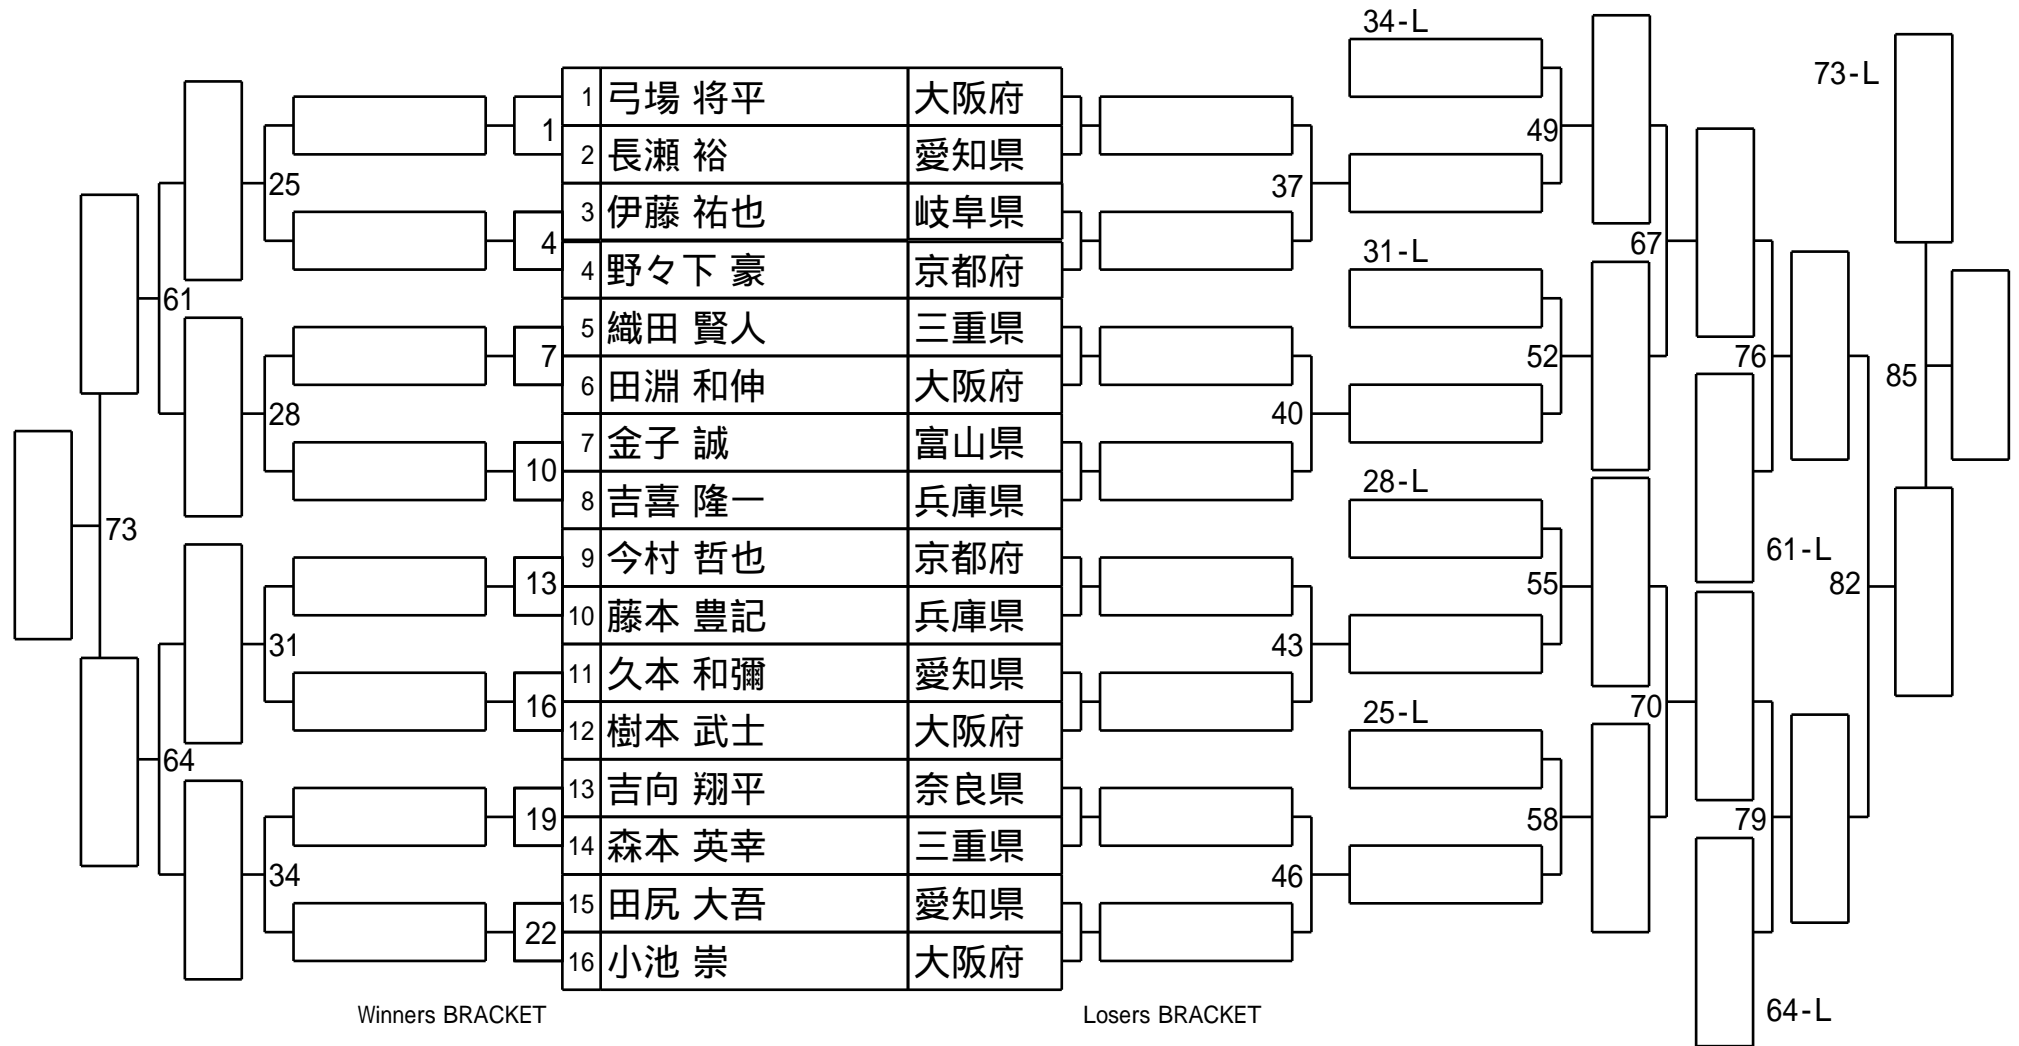 34-L
73-L
1 弓場 将平 大阪府
1
49
2 長瀬 裕 愛知県
25
37
3 伊藤 祐也 岐阜県
4
67
31-L
4 野々下 豪 京都府
61
5 織田 賢人 三重県
7
52
76
85
6 田淵 和伸 大阪府
28
40
7 金子 誠 富山県
10
28-L
8 吉喜 隆一 兵庫県
73
61-L
9 今村 哲也 京都府
13
55
82
10 藤本 豊記 兵庫県
31
43
11 久本 和彌 愛知県
16
70
25-L
12 樹本 武士 大阪府
64
13 吉向 翔平 奈良県
19
58
79
14 森本 英幸 三重県
34
46
15 田尻 大吾 愛知県
22
16 小池 崇 大阪府
Winners BRACKET
Losers BRACKET
64-L